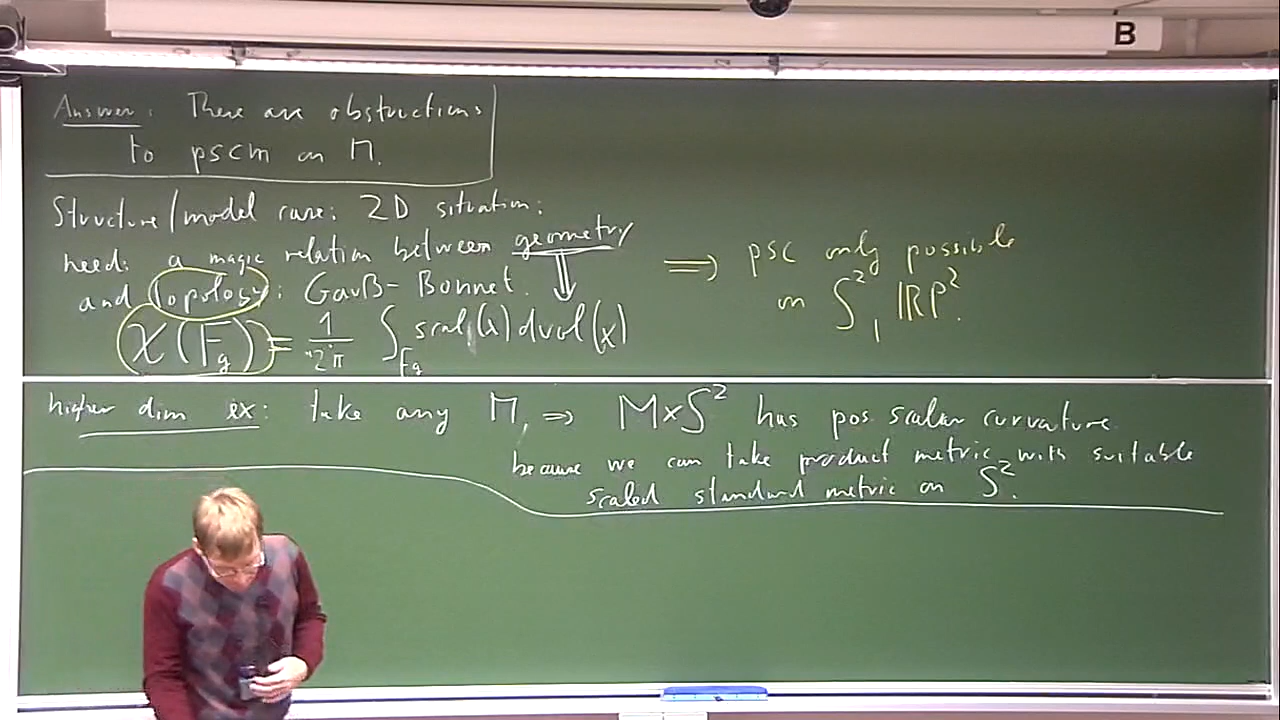 B
Answer: There are obstructions
to pscm on M.
Structure/model case: 2D situation:
need: a magic relation between geometry
and Topology: Gauß-Bonnet.
χ(F_g) = 1/2π ∫_{F_g} scal(x) dvol(x)
⇒ psc only possible
on S², RP².
higher dim ex: take any M, ⇒ M×S² has pos. scalar curvature
because we can take product metric with suitable
scaled standard metric on S².